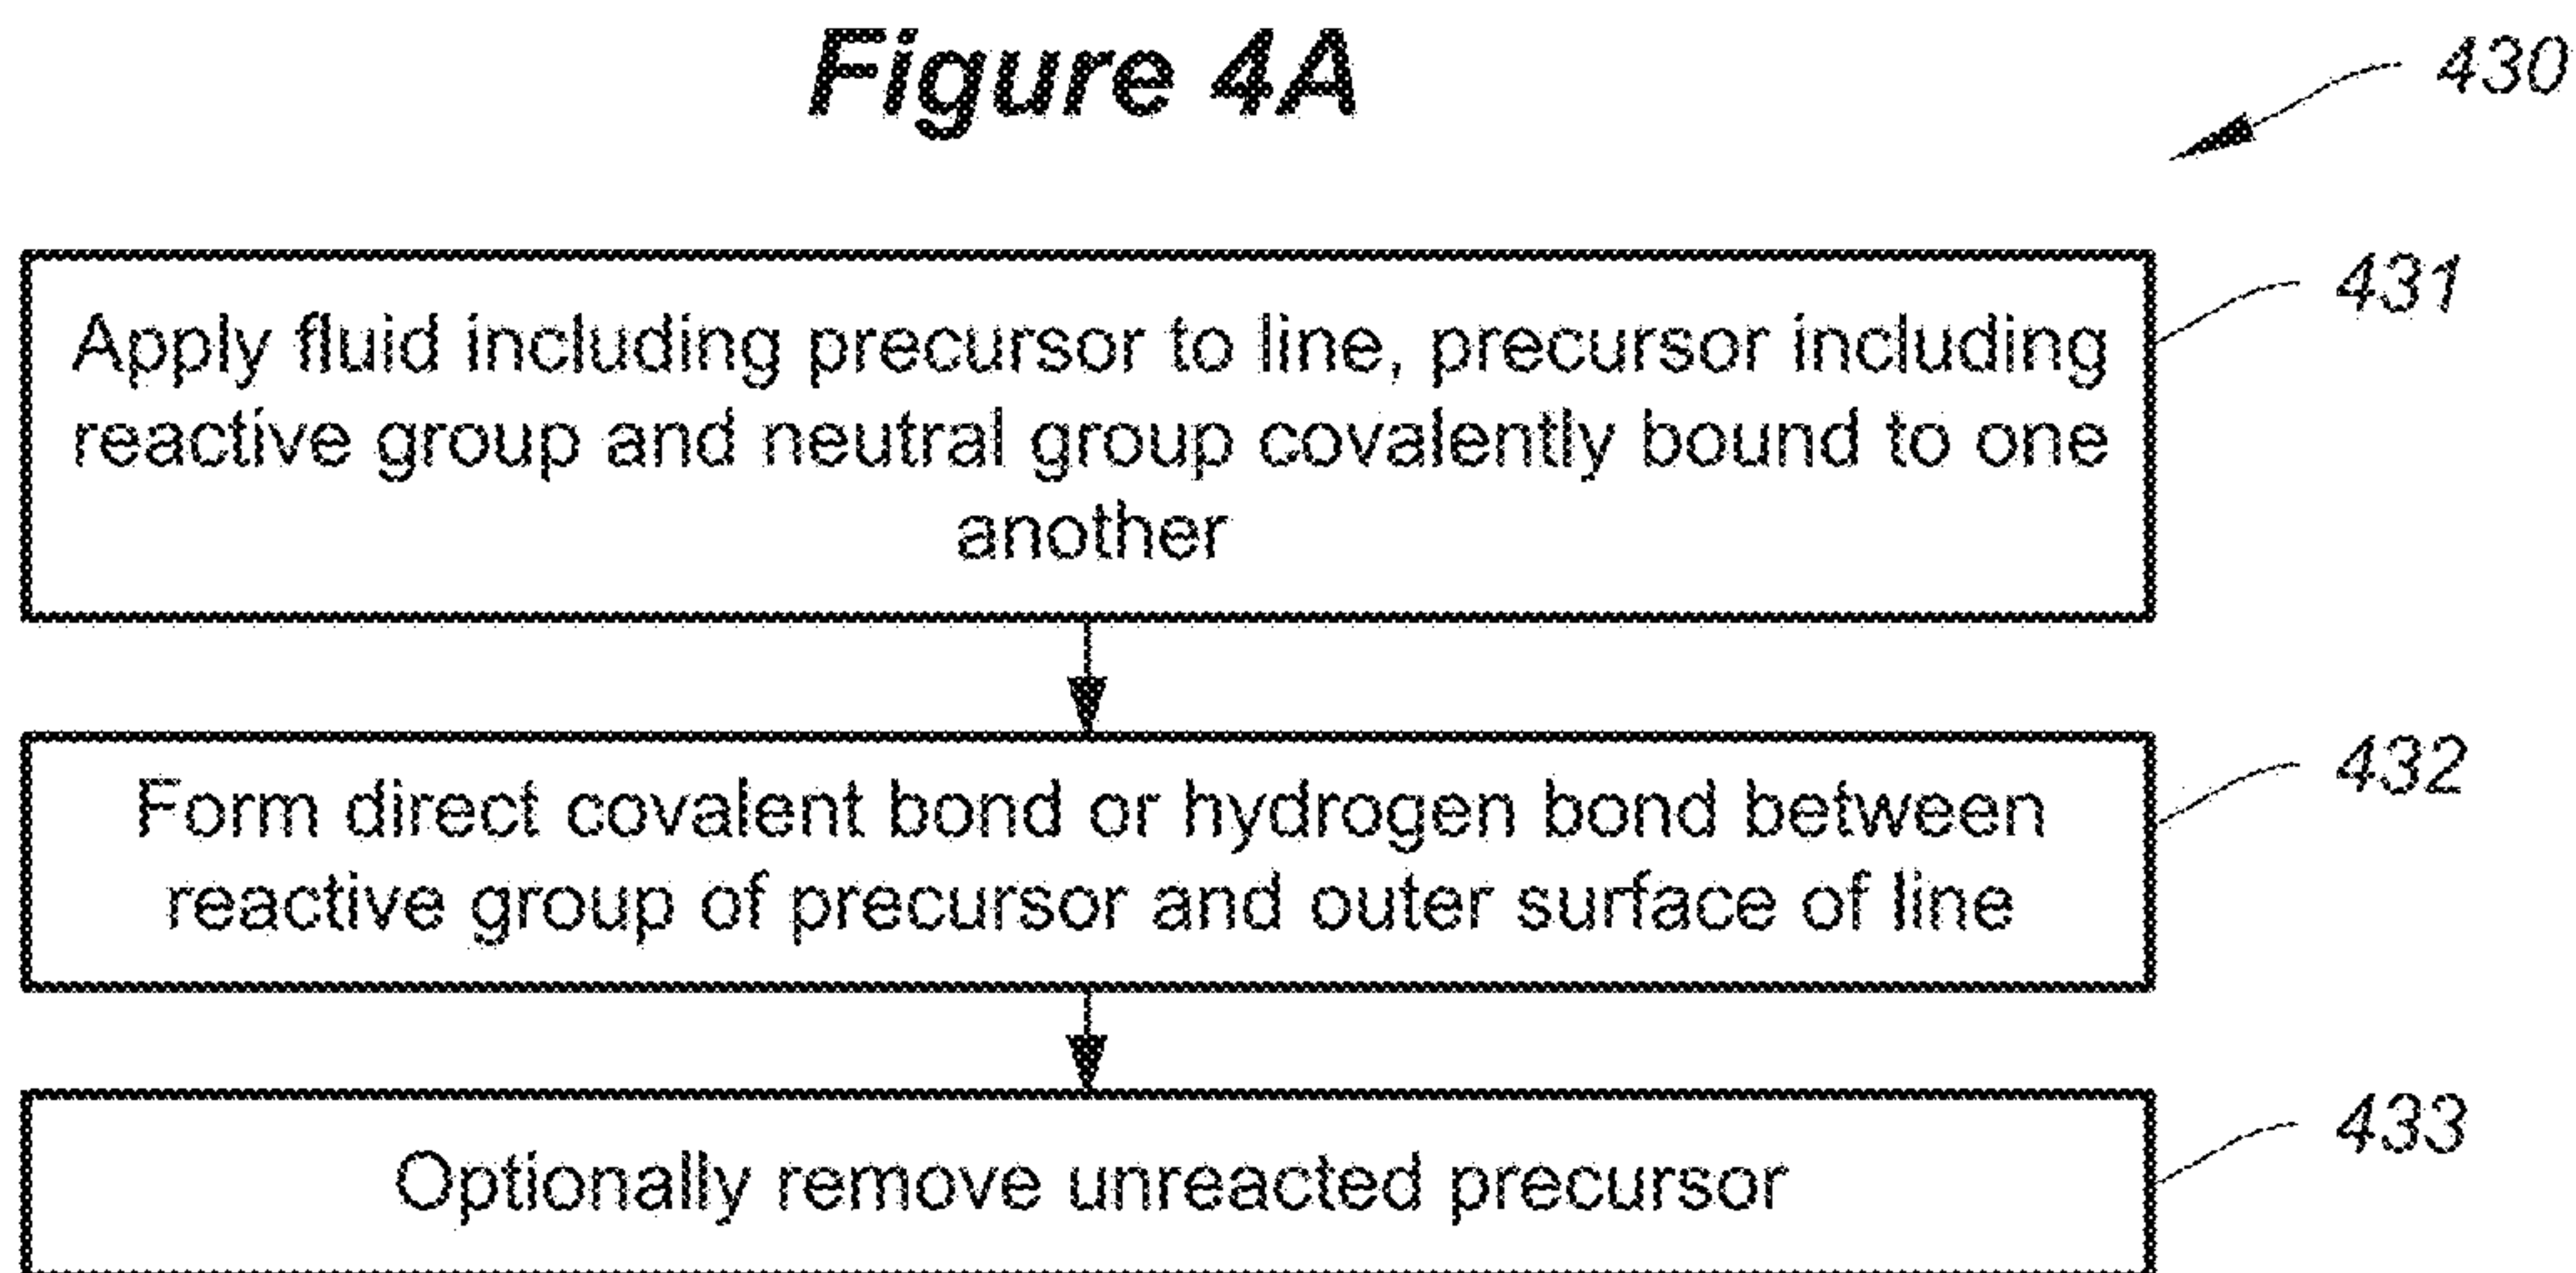 Figure 4A
430
Apply fluid including precursor to line, precursor including
431
reactive group and neutral group covalently bound to one
another
Form direct covalent bond or hydrogen bond between
432
reactive group of precursor and outer surface of line
Optionally remove unreacted precursor
433